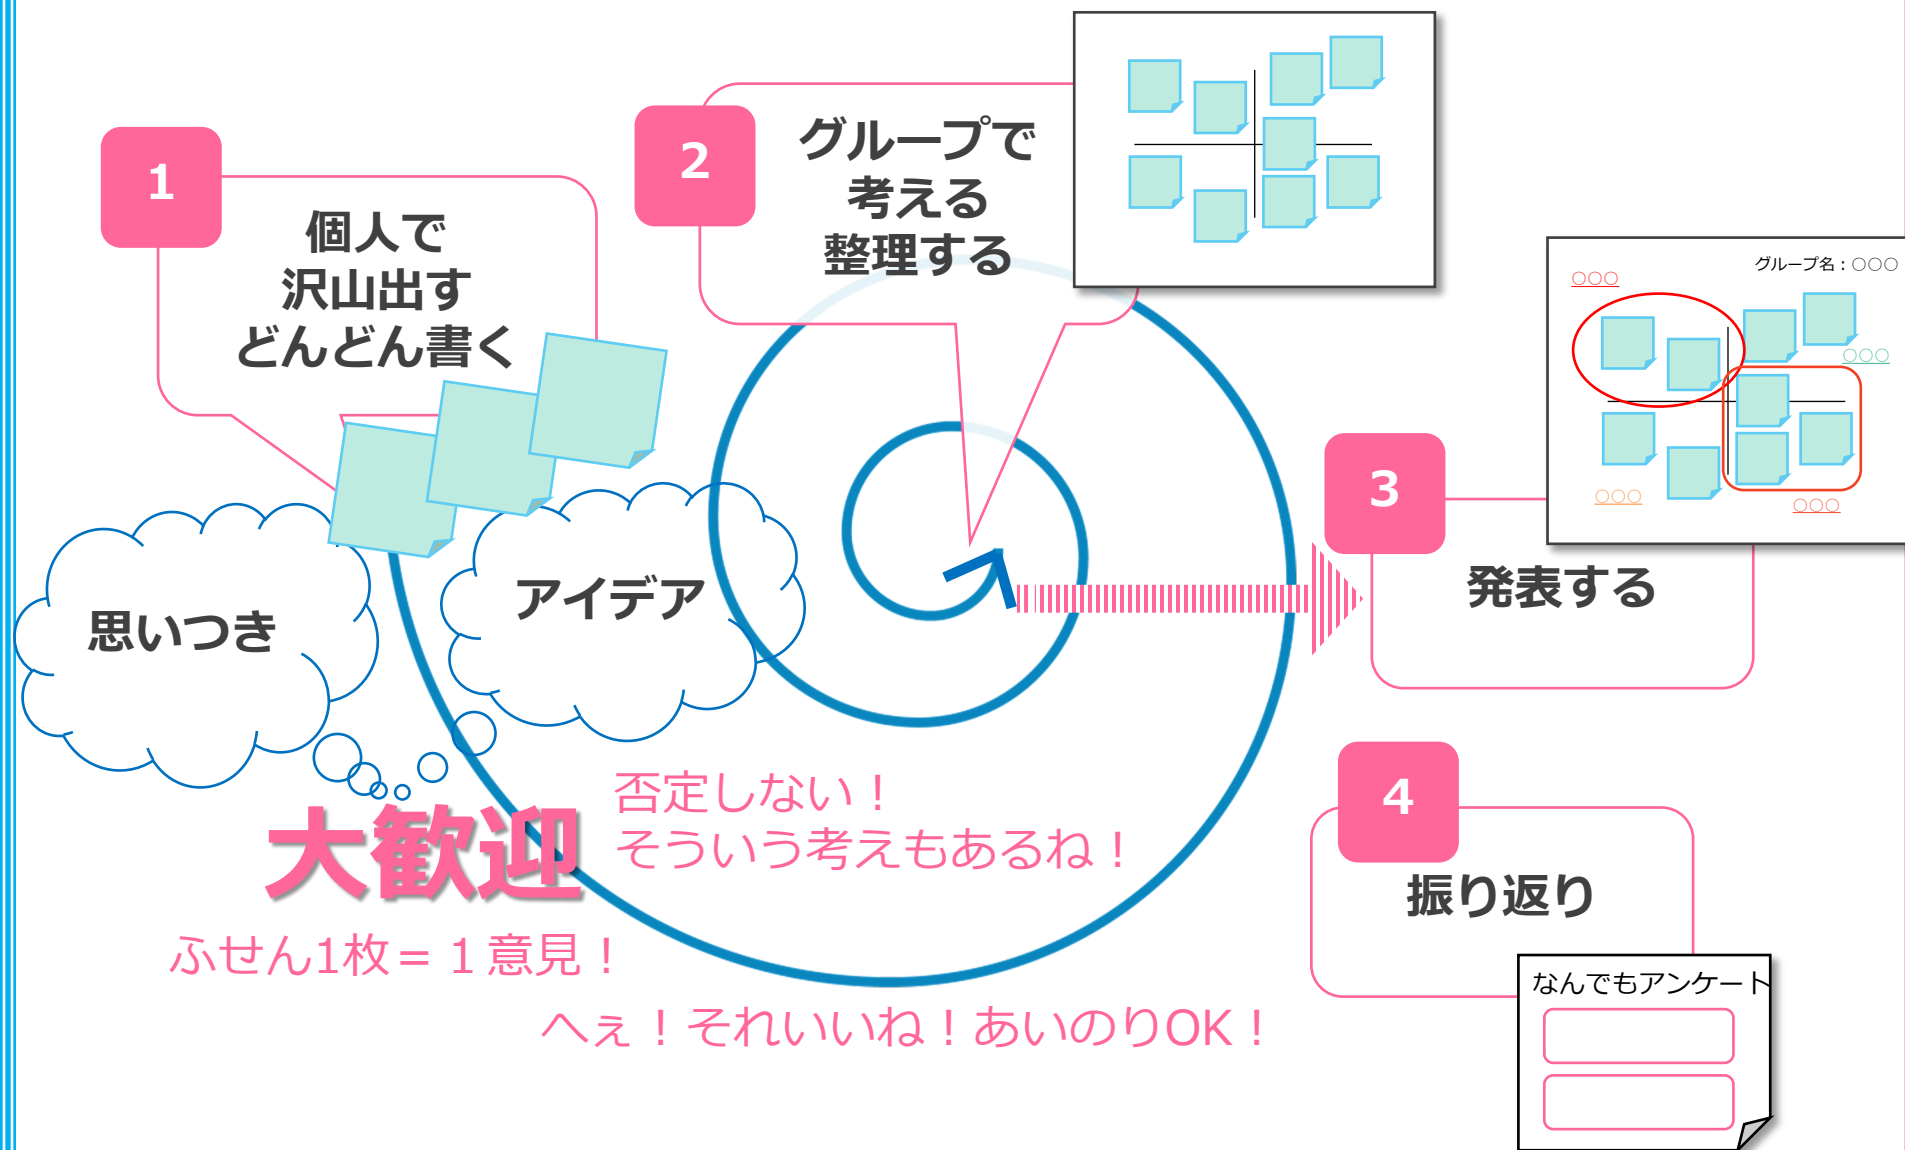 1
個人で
沢山出す
どんどん書く
2
グループで
考える
整理する
グループ名：〇〇〇
〇〇〇
〇〇〇
〇〇〇
〇〇〇
3
発表する
思いつき
アイデア
大歓迎
否定しない！
そういう考えもあるね！
ふせん1枚＝１意見！
へぇ！それいいね！あいのりOK！
4
振り返り
なんでもアンケート